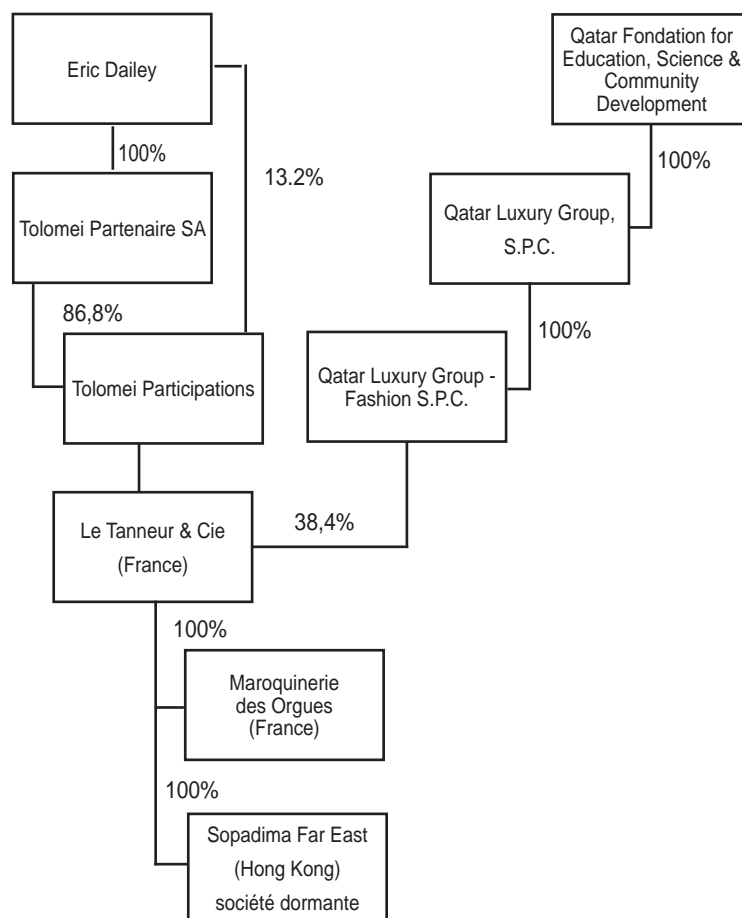 Eric Dailey
Qatar Fondation for
Education, Science &
Community
Development
100%
13.2%
100%
Tolomei Partenaire SA
Qatar Luxury Group,
S.P.C.
86,8%
100%
Tolomei Participations
Qatar Luxury Group -
Fashion S.P.C.
Le Tanneur & Cie
(France)
38,4%
100%
Maroquinerie
des Orgues
(France)
100%
Sopadima Far East
(Hong Kong)
société dormante